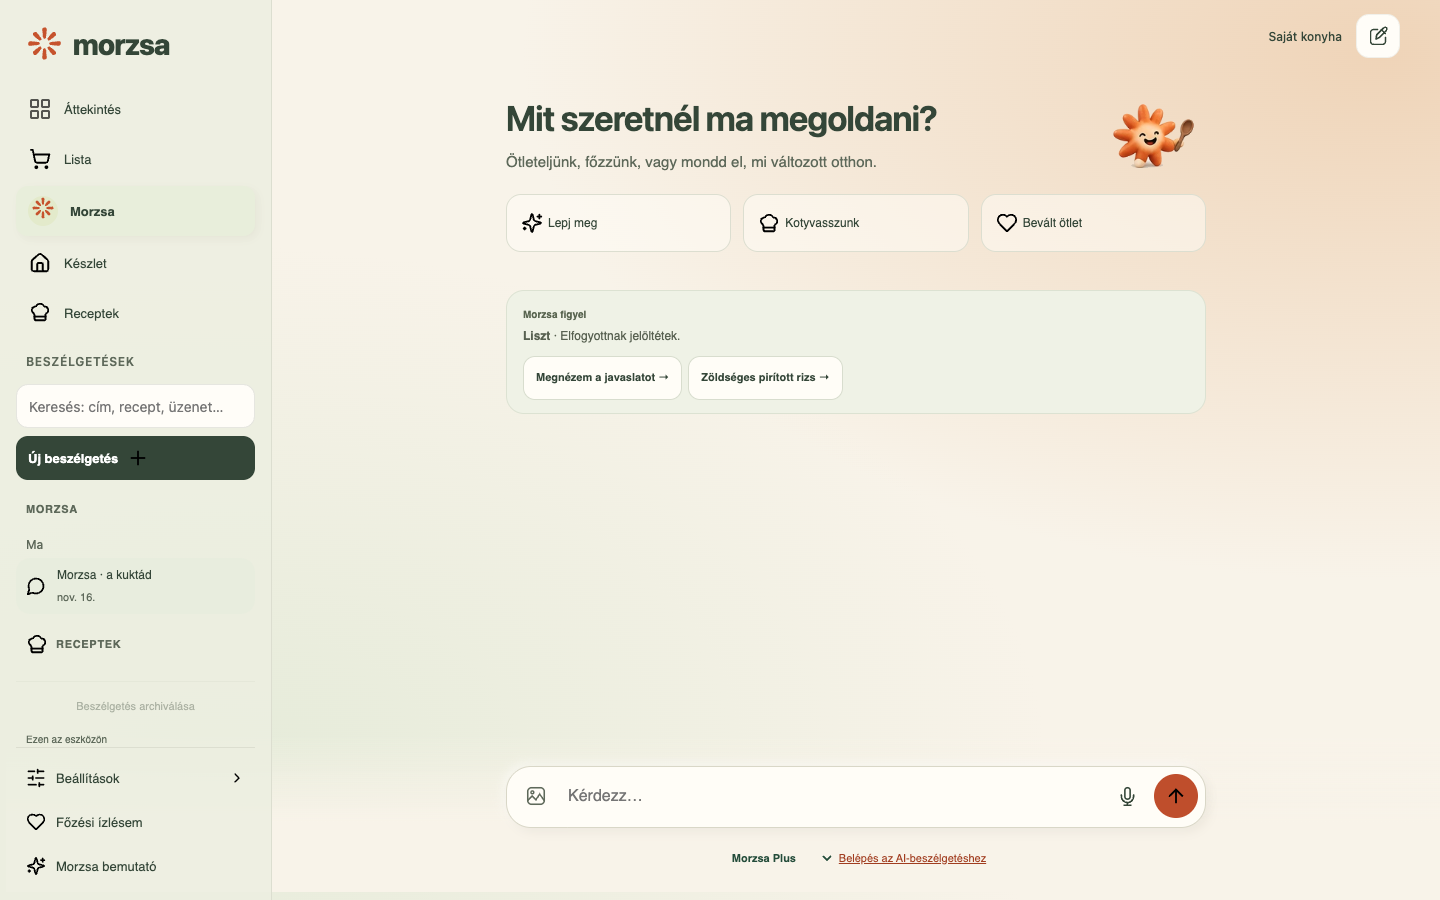 morzsa
Áttekintés
Lista
Morzsa
Készlet
Receptek
BESZÉLGETÉSEK
Keresés: cím, recept, üzenet...
Új beszélgetés
MORZSA
Ma
Morzsa · a kuktád
nov. 16.
RECEPTEK
Beszélgetés archiválása
Ezen az eszközön
Beállítások
Főzési ízlésem
Morzsa bemutató
Saját konyha
Mit szeretnél ma megoldani?
Ötleteljünk, főzzünk, vagy mondd el, mi változott otthon.
Lepj meg
Kotyvasszunk
Bevált ötlet
Morzsa figyel
Liszt · Elfogyottnak jelöltétek.
Megnézem a javaslatot →
Zöldséges pirított rizs →
Kérdezz...
Morzsa Plus
Belépés az AI-beszélgetéshez